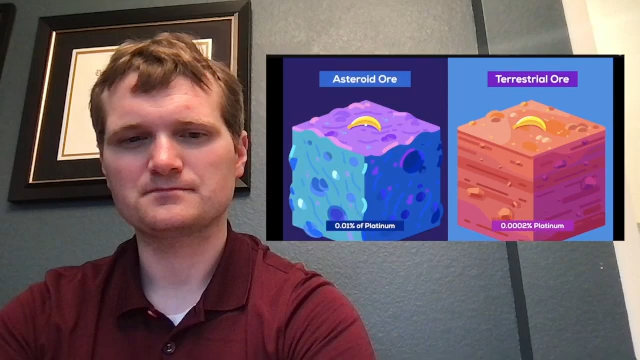 Asteroid Ore
Terrestrial Ore
0.01% of Platinum
0.0002% Platinum